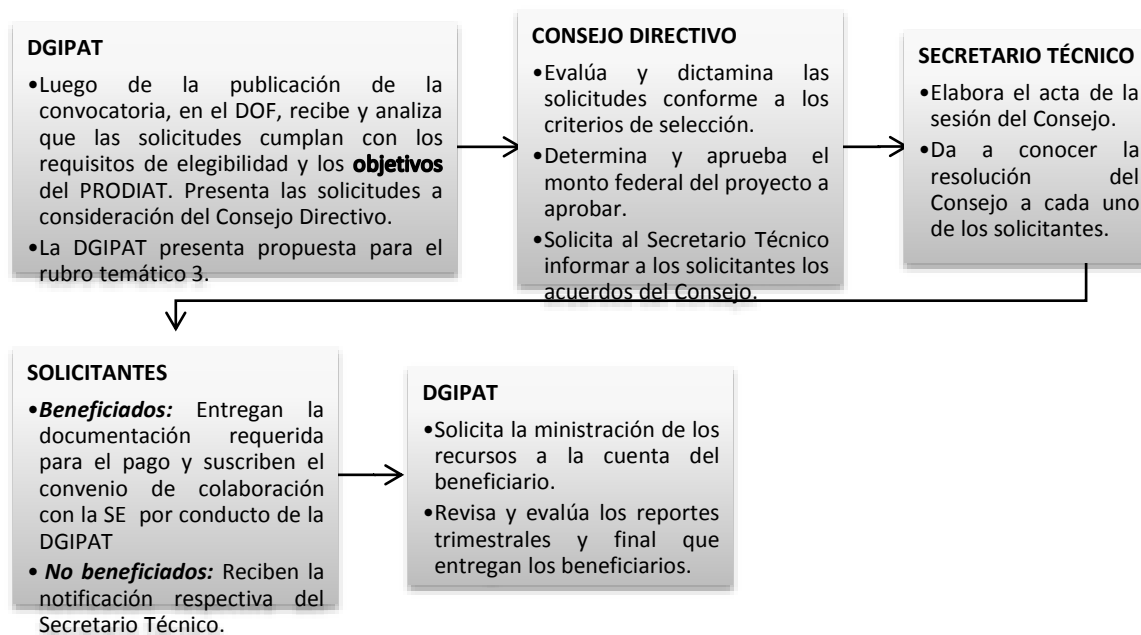 DGIPAT
•Luego de la publicación de la
convocatoria, en el DOF, recibe y analiza
que las solicitudes cumplan con los
requisitos de elegibilidad y los objetivos
del PRODIAT. Presenta las solicitudes a
consideración del Consejo Directivo.
•La DGIPAT presenta propuesta para el
rubro temático 3.
CONSEJO DIRECTIVO
•Evalúa y dictamina las
solicitudes conforme a los
criterios de selección.
•Determina y aprueba el
monto federal del proyecto a
aprobar.
•Solicita al Secretario Técnico
informar a los solicitantes los
acuerdos del Consejo.
SECRETARIO TÉCNICO
•Elabora el acta de la
sesión del Consejo.
•Da a conocer la
resolución del
Consejo a cada uno
de los solicitantes.
SOLICITANTES
•Beneficiados: Entregan la
documentación requerida
para el pago y suscriben el
convenio de colaboración
con la SE por conducto de la
DGIPAT
• No beneficiados: Reciben la
notificación respectiva del
Secretario Técnico.
DGIPAT
•Solicita la ministración de los
recursos a la cuenta del
beneficiario.
•Revisa y evalúa los reportes
trimestrales y final que
entregan los beneficiarios.